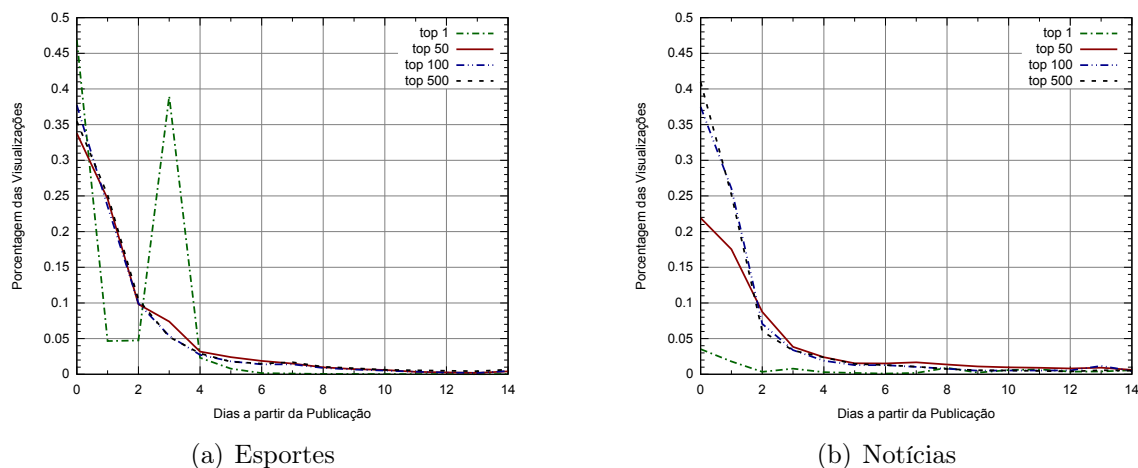 0.5
0.45
0.4
0.35
0.3
0.25
0.2
0.15
0.1
0.05
0
Porcentagem das Visualizações
top 1
top 50
top 100
top 500
0 2 4 6 8 10 12 14
Dias a partir da Publicação
(a) Esportes
0.5
0.45
0.4
0.35
0.3
0.25
0.2
0.15
0.1
0.05
0
Porcentagem das Visualizações
top 1
top 50
top 100
top 500
0 2 4 6 8 10 12 14
Dias a partir da Publicação
(b) Notícias